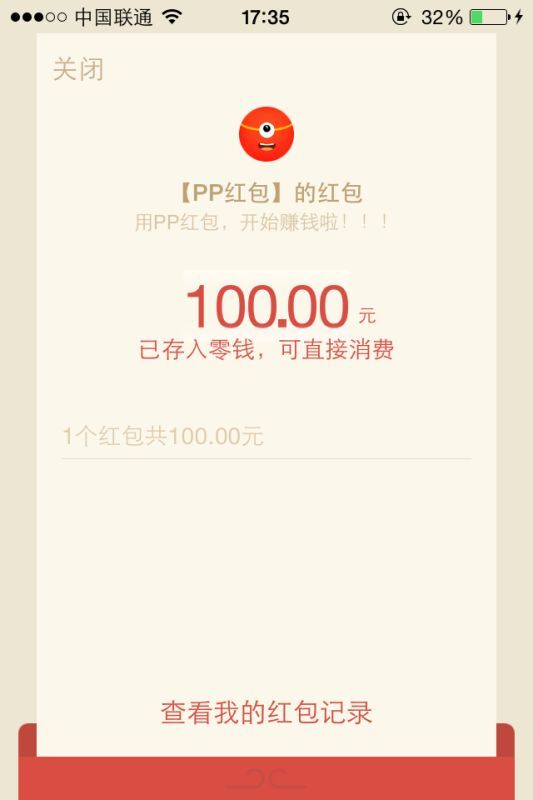 中国联通 17:35 32%
关闭
【PP红包】的红包
用PP红包，开始赚钱啦！！！
100.00 元
已存入零钱，可直接消费
1个红包共100.00元
查看我的红包记录